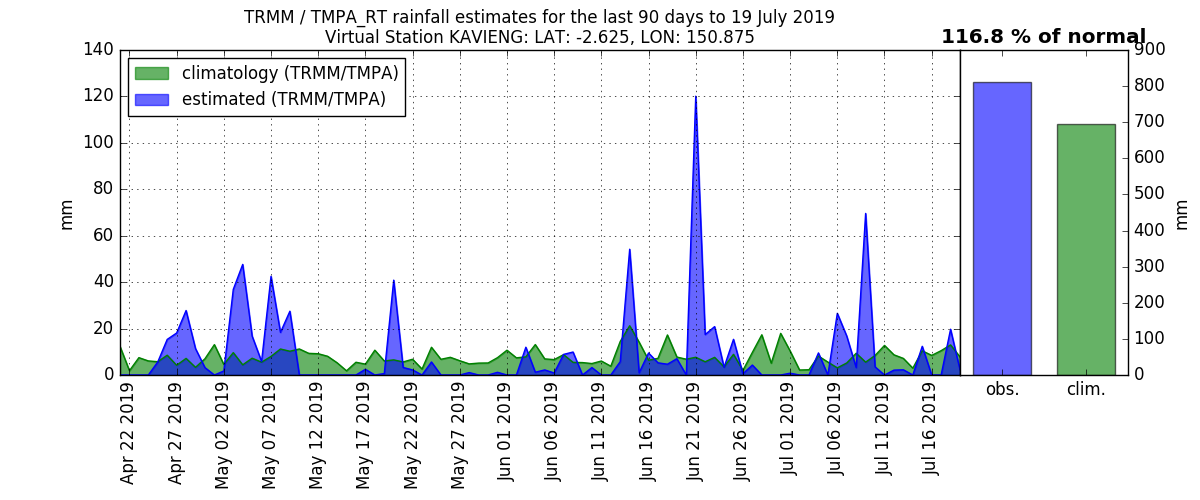 TRMM / TMPA_RT rainfall estimates for the last 90 days to 19 July 2019
Virtual Station KAVIENG: LAT: -2.625, LON: 150.875
116.8 % of normal
climatology (TRMM/TMPA)
estimated (TRMM/TMPA)
140
120
100
80
60
40
20
0
mm
Apr 22 2019
Apr 27 2019
May 02 2019
May 07 2019
May 12 2019
May 17 2019
May 22 2019
May 27 2019
Jun 01 2019
Jun 06 2019
Jun 11 2019
Jun 16 2019
Jun 21 2019
Jun 26 2019
Jul 01 2019
Jul 06 2019
Jul 11 2019
Jul 16 2019
900
800
700
600
500
400
300
200
100
0
mm
obs.
clim.